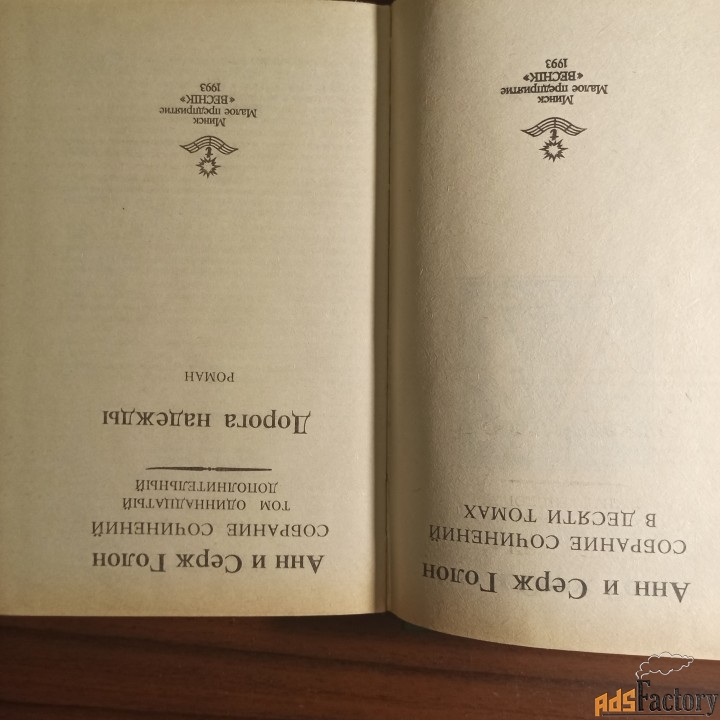 Анн и Серж Голон
СОБРАНИЕ СОЧИНЕНИЙ
В ДЕСЯТИ ТОМАХ
Минск
Малое предприятие
«ВЕСНІК»
1993
Анн и Серж Голон
СОБРАНИЕ СОЧИНЕНИЙ
ТОМ ОДИННАДЦАТЫЙ
ДОПОЛНИТЕЛЬНЫЙ
Дорога надежды
РОМАН
Минск
Малое предприятие
«ВЕСНІК»
1993
AdsFactory